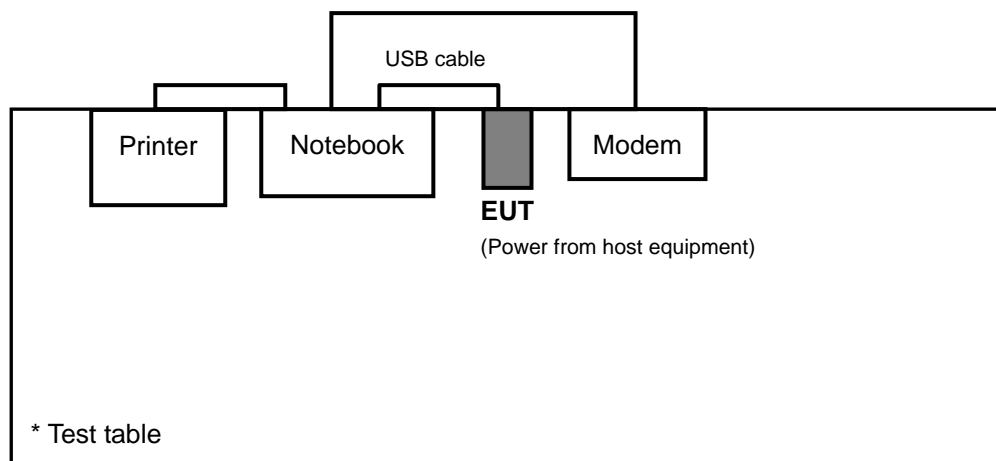 USB cable
Printer
Notebook
Modem
EUT
(Power from host equipment)
* Test table